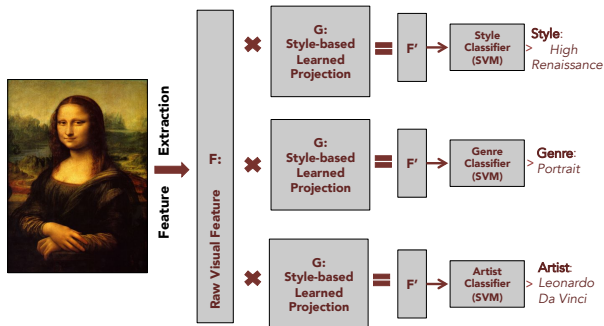 Feature Extraction
F:
Raw Visual Feature
G:
Style-based
Learned
Projection
F'
Style
Classifier
(SVM)
Style:
High
Renaissance
G:
Style-based
Learned
Projection
F'
Genre
Classifier
(SVM)
Genre:
Portrait
G:
Style-based
Learned
Projection
F'
Artist
Classifier
(SVM)
Artist:
Leonardo
Da Vinci